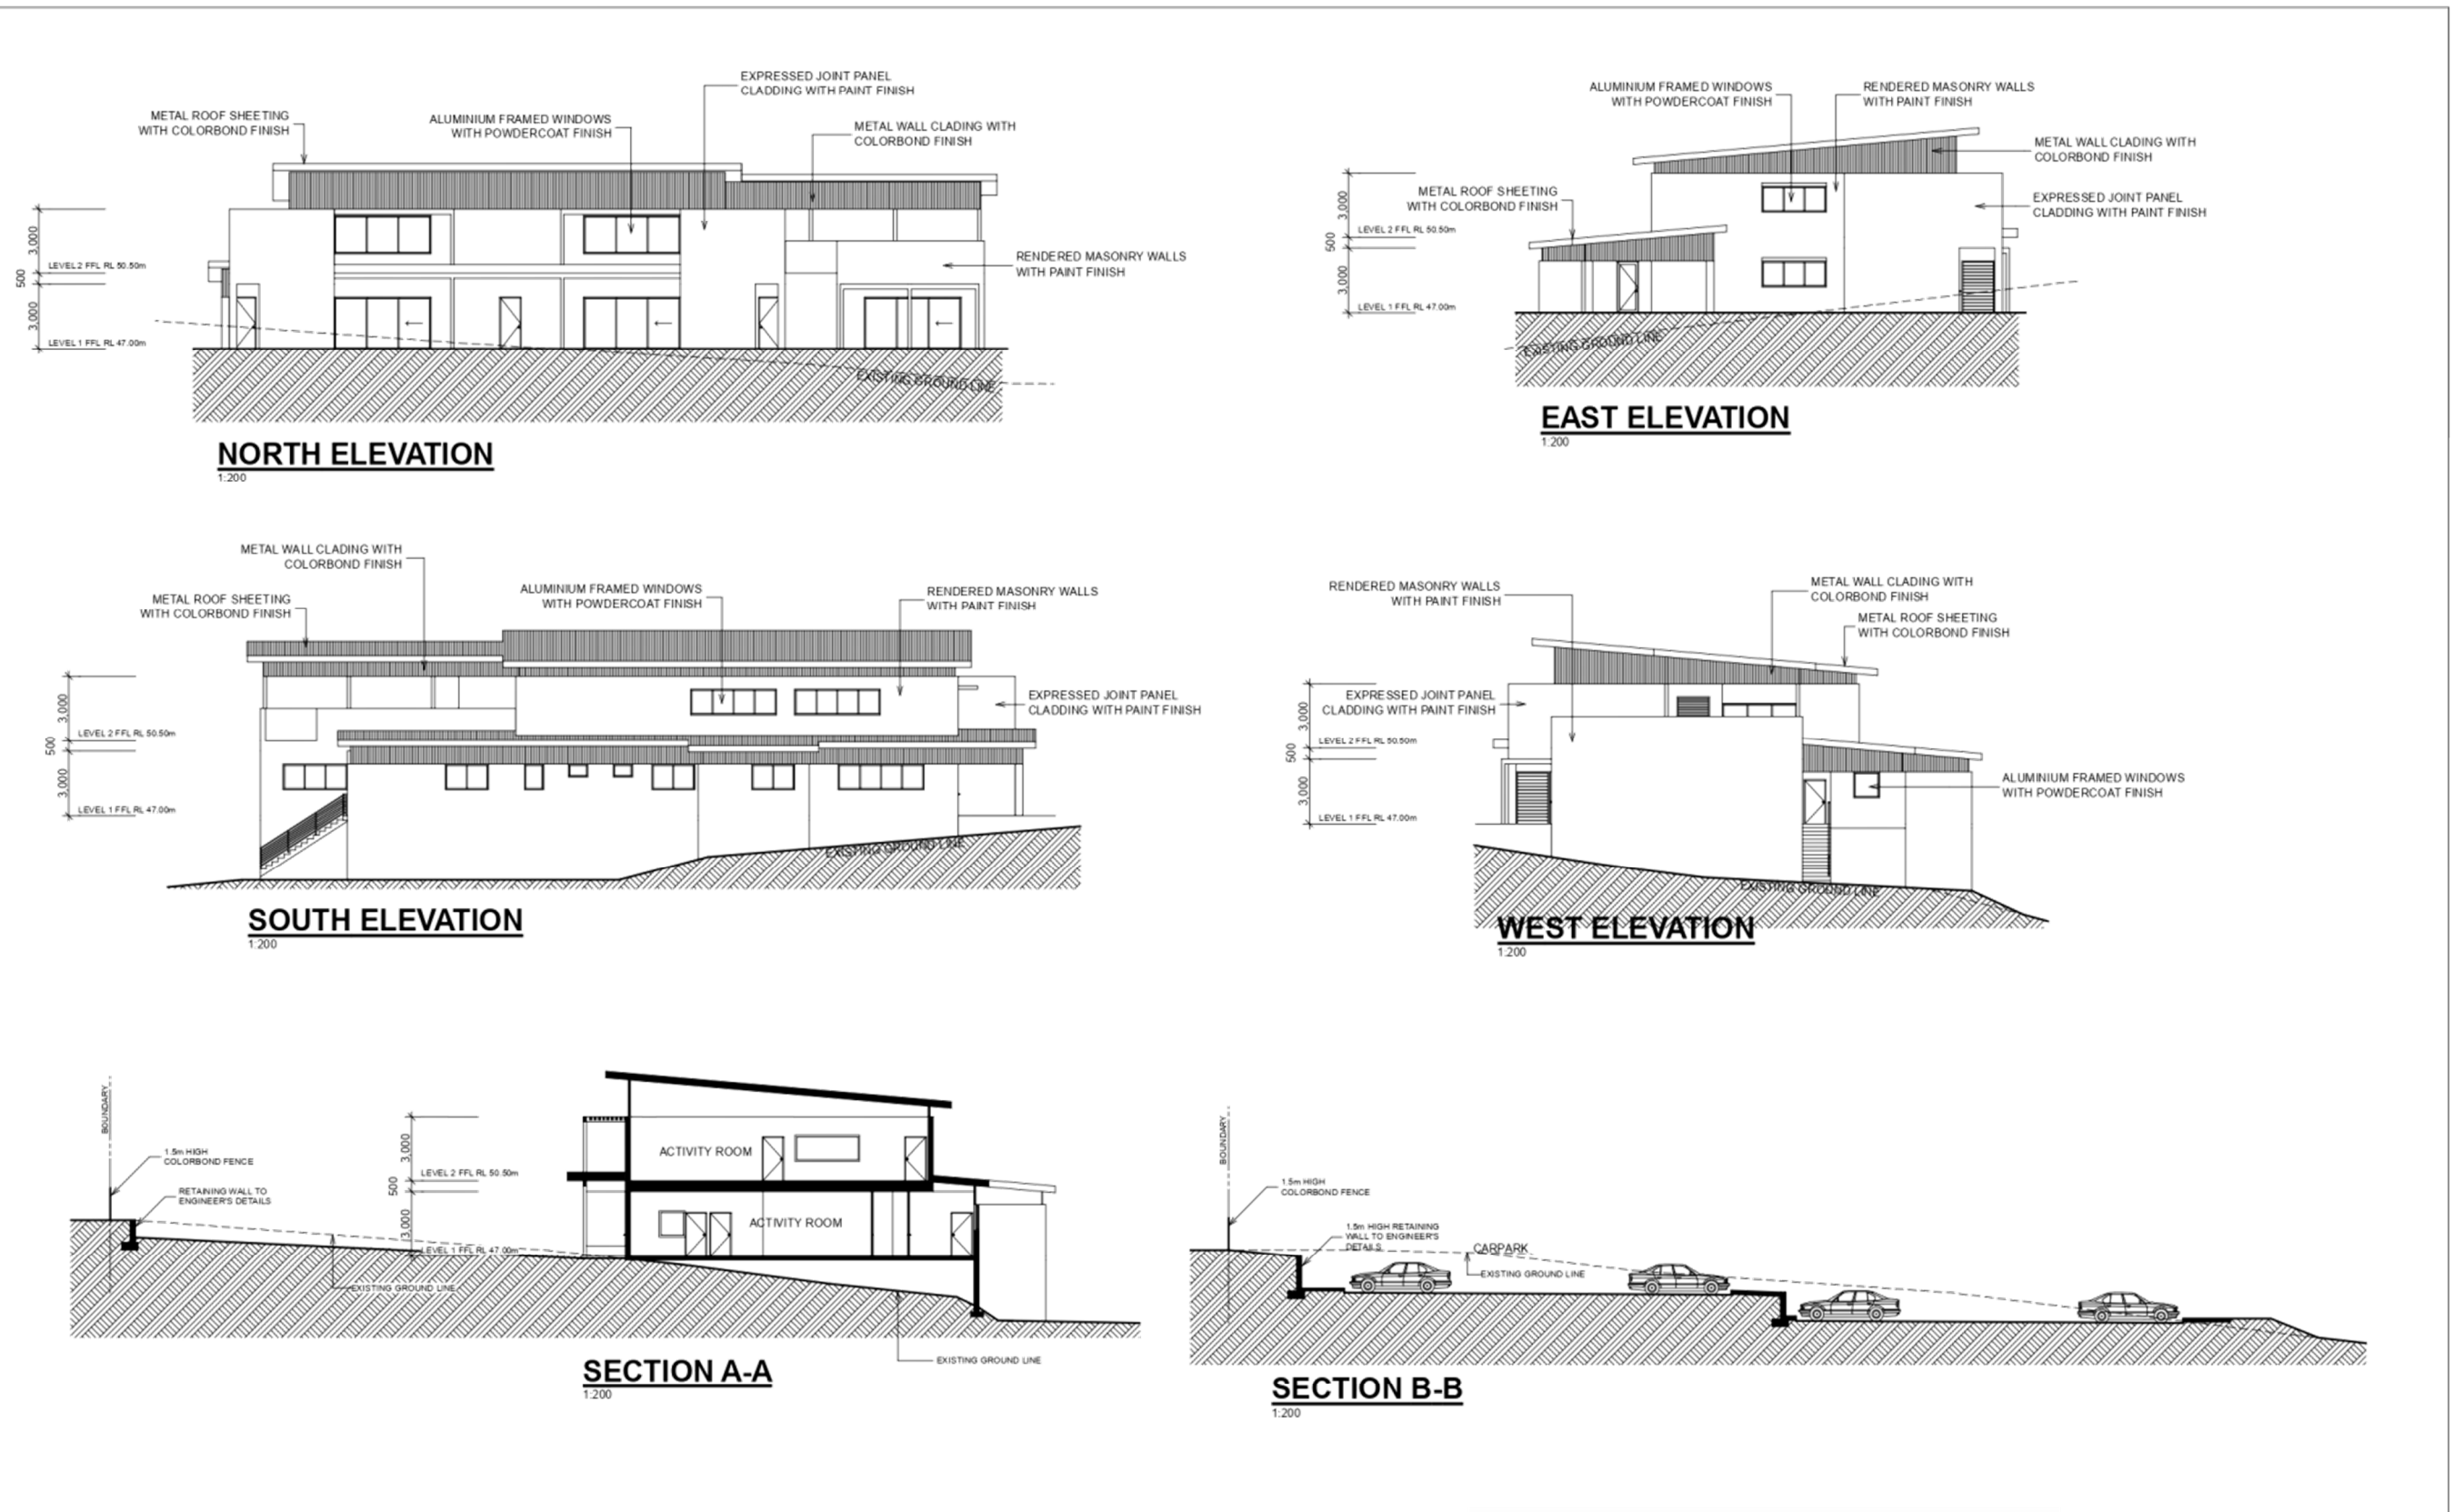 EXPRESSED JOINT PANEL
CLADDING WITH PAINT FINISH
METAL ROOF SHEETING
WITH COLORBOND FINISH
ALUMINIUM FRAMED WINDOWS
WITH POWDERCOAT FINISH
METAL WALL CLADING WITH
COLORBOND FINISH
RENDERED MASONRY WALLS
WITH PAINT FINISH
3,000
LEVEL 2 FFL RL 50.50m
500
3,000
LEVEL 1 FFL RL 47.00m
EXISTING GROUND LINE
NORTH ELEVATION
1:200
ALUMINIUM FRAMED WINDOWS
WITH POWDERCOAT FINISH
RENDERED MASONRY WALLS
WITH PAINT FINISH
METAL WALL CLADING WITH
COLORBOND FINISH
METAL ROOF SHEETING
WITH COLORBOND FINISH
EXPRESSED JOINT PANEL
CLADDING WITH PAINT FINISH
3,000
LEVEL 2 FFL RL 50.50m
500
3,000
LEVEL 1 FFL RL 47.00m
EXISTING GROUND LINE
EAST ELEVATION
1:200
METAL WALL CLADING WITH
COLORBOND FINISH
METAL ROOF SHEETING
WITH COLORBOND FINISH
ALUMINIUM FRAMED WINDOWS
WITH POWDERCOAT FINISH
RENDERED MASONRY WALLS
WITH PAINT FINISH
EXPRESSED JOINT PANEL
CLADDING WITH PAINT FINISH
3,000
LEVEL 2 FFL RL 50.50m
500
3,000
LEVEL 1 FFL RL 47.00m
EXISTING GROUND LINE
SOUTH ELEVATION
1:200
RENDERED MASONRY WALLS
WITH PAINT FINISH
METAL WALL CLADING WITH
COLORBOND FINISH
METAL ROOF SHEETING
WITH COLORBOND FINISH
EXPRESSED JOINT PANEL
CLADDING WITH PAINT FINISH
3,000
LEVEL 2 FFL RL 50.50m
500
3,000
LEVEL 1 FFL RL 47.00m
ALUMINIUM FRAMED WINDOWS
WITH POWDERCOAT FINISH
EXISTING GROUND LINE
WEST ELEVATION
1:200
BOUNDARY
1.5m HIGH
COLORBOND FENCE
RETAINING WALL TO
ENGINEER'S DETAILS
3,000
LEVEL 2 FFL RL 50.50m
500
3,000
LEVEL 1 FFL RL 47.00m
ACTIVITY ROOM
ACTIVITY ROOM
EXISTING GROUND LINE
EXISTING GROUND LINE
SECTION A-A
1:200
BOUNDARY
1.5m HIGH
COLORBOND FENCE
1.5m HIGH RETAINING
WALL TO ENGINEER'S
DETAILS
CARPARK
EXISTING GROUND LINE
SECTION B-B
1:200